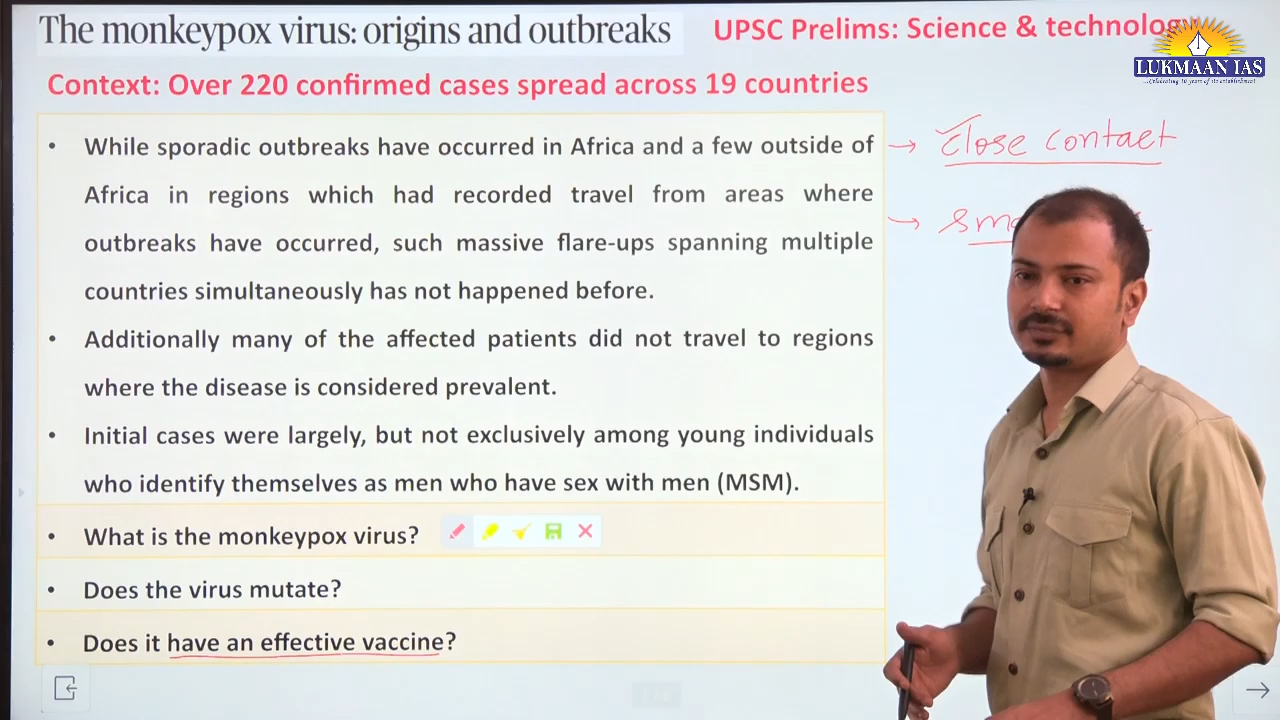 The monkeypox virus: origins and outbreaks
UPSC Prelims: Science & technology
LUKMAAN IAS
Context: Over 220 confirmed cases spread across 19 countries
• While sporadic outbreaks have occurred in Africa and a few outside of
Africa in regions which had recorded travel from areas where
outbreaks have occurred, such massive flare-ups spanning multiple
countries simultaneously has not happened before.
• Additionally many of the affected patients did not travel to regions
where the disease is considered prevalent.
• Initial cases were largely, but not exclusively among young individuals
who identify themselves as men who have sex with men (MSM).
• What is the monkeypox virus?
• Does the virus mutate?
• Does it have an effective vaccine?
→ Close contact
→